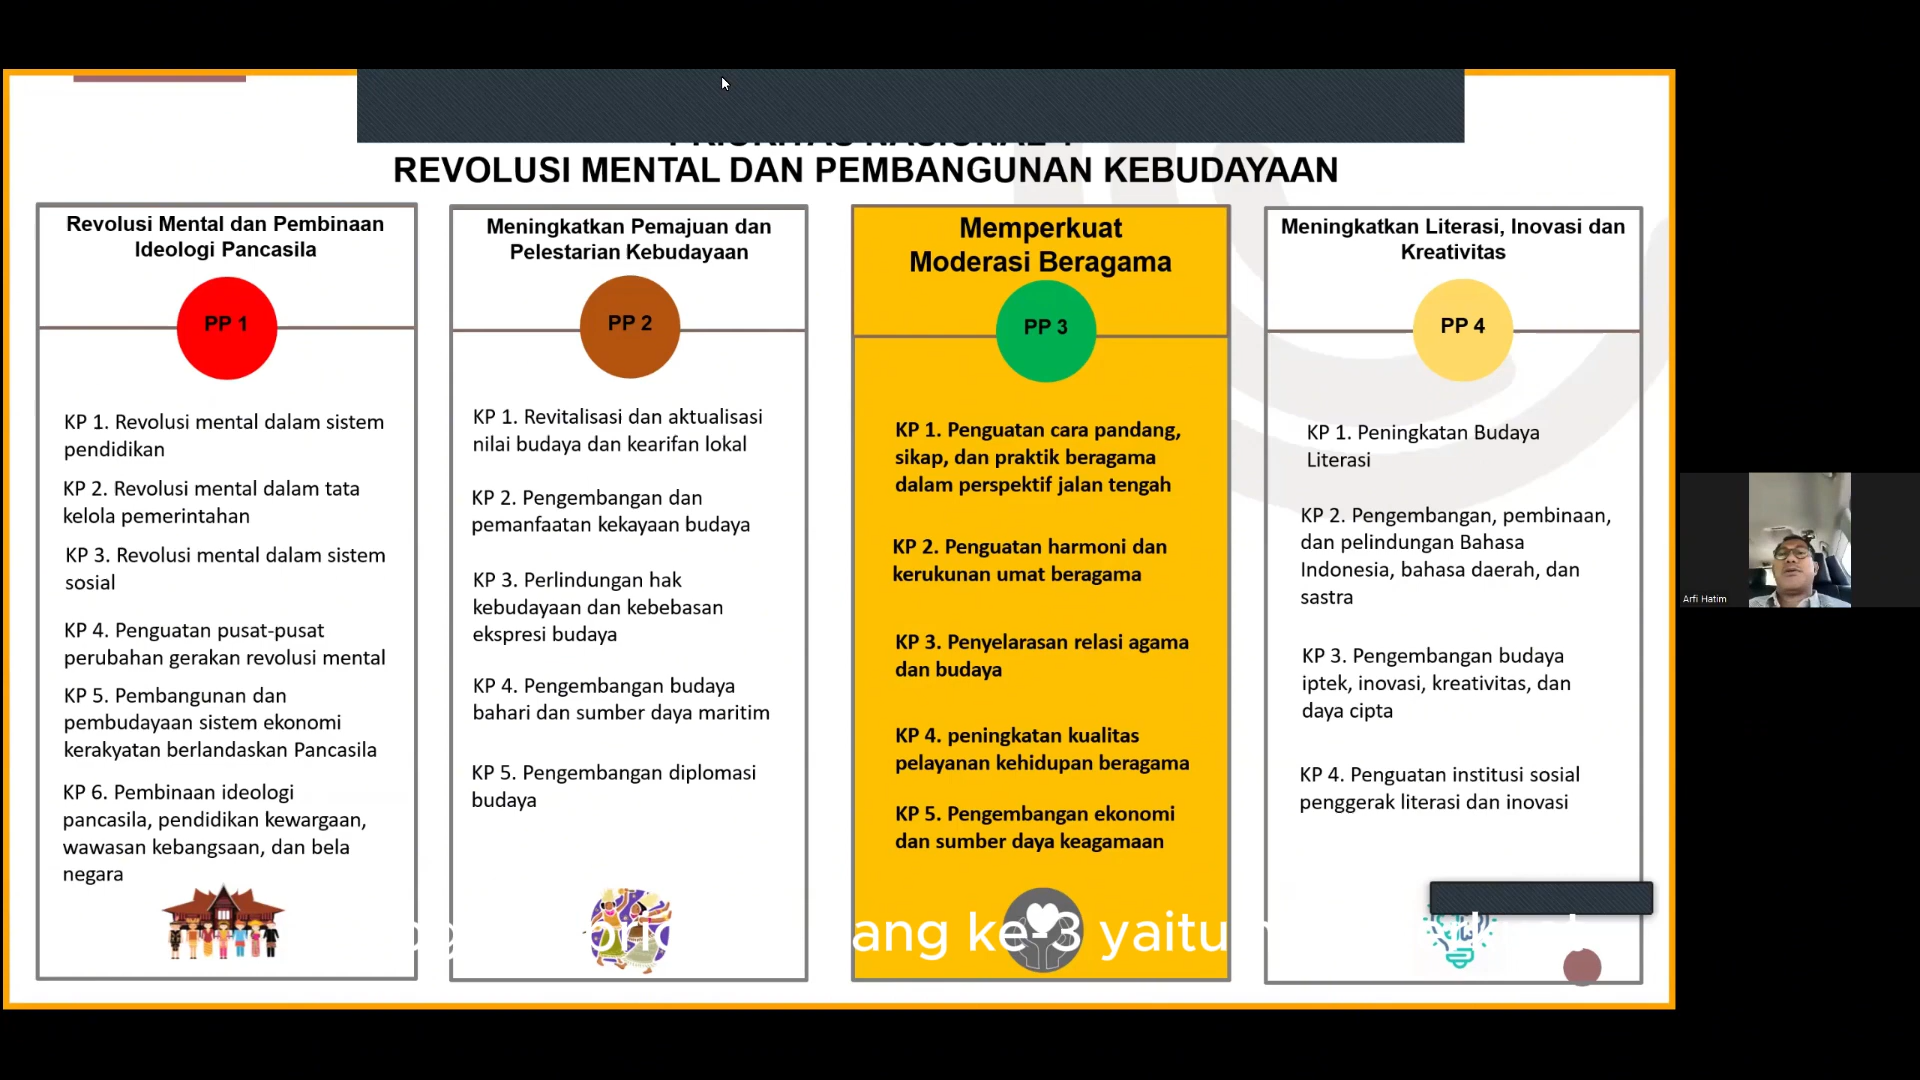 REVOLUSI MENTAL DAN PEMBANGUNAN KEBUDAYAAN
Revolusi Mental dan Pembinaan
Ideologi Pancasila
PP 1
KP 1. Revolusi mental dalam sistem
pendidikan
KP 2. Revolusi mental dalam tata
kelola pemerintahan
KP 3. Revolusi mental dalam sistem
sosial
KP 4. Penguatan pusat-pusat
perubahan gerakan revolusi mental
KP 5. Pembangunan dan
pembudayaan sistem ekonomi
kerakyatan berlandaskan Pancasila
KP 6. Pembinaan ideologi
pancasila, pendidikan kewargaan,
wawasan kebangsaan, dan bela
negara
Meningkatkan Pemajuan dan
Pelestarian Kebudayaan
PP 2
KP 1. Revitalisasi dan aktualisasi
nilai budaya dan kearifan lokal
KP 2. Pengembangan dan
pemanfaatan kekayaan budaya
KP 3. Perlindungan hak
kebudayaan dan kebebasan
ekspresi budaya
KP 4. Pengembangan budaya
bahari dan sumber daya maritim
KP 5. Pengembangan diplomasi
budaya
Memperkuat
Moderasi Beragama
PP 3
KP 1. Penguatan cara pandang,
sikap, dan praktik beragama
dalam perspektif jalan tengah
KP 2. Penguatan harmoni dan
kerukunan umat beragama
KP 3. Penyelarasan relasi agama
dan budaya
KP 4. peningkatan kualitas
pelayanan kehidupan beragama
KP 5. Pengembangan ekonomi
dan sumber daya keagamaan
Meningkatkan Literasi, Inovasi dan
Kreativitas
PP 4
KP 1. Peningkatan Budaya
Literasi
KP 2. Pengembangan, pembinaan,
dan pelindungan Bahasa
Indonesia, bahasa daerah, dan
sastra
KP 3. Pengembangan budaya
iptek, inovasi, kreativitas, dan
daya cipta
KP 4. Penguatan institusi sosial
penggerak literasi dan inovasi
Arfi Hatim
ke-3 yaitu